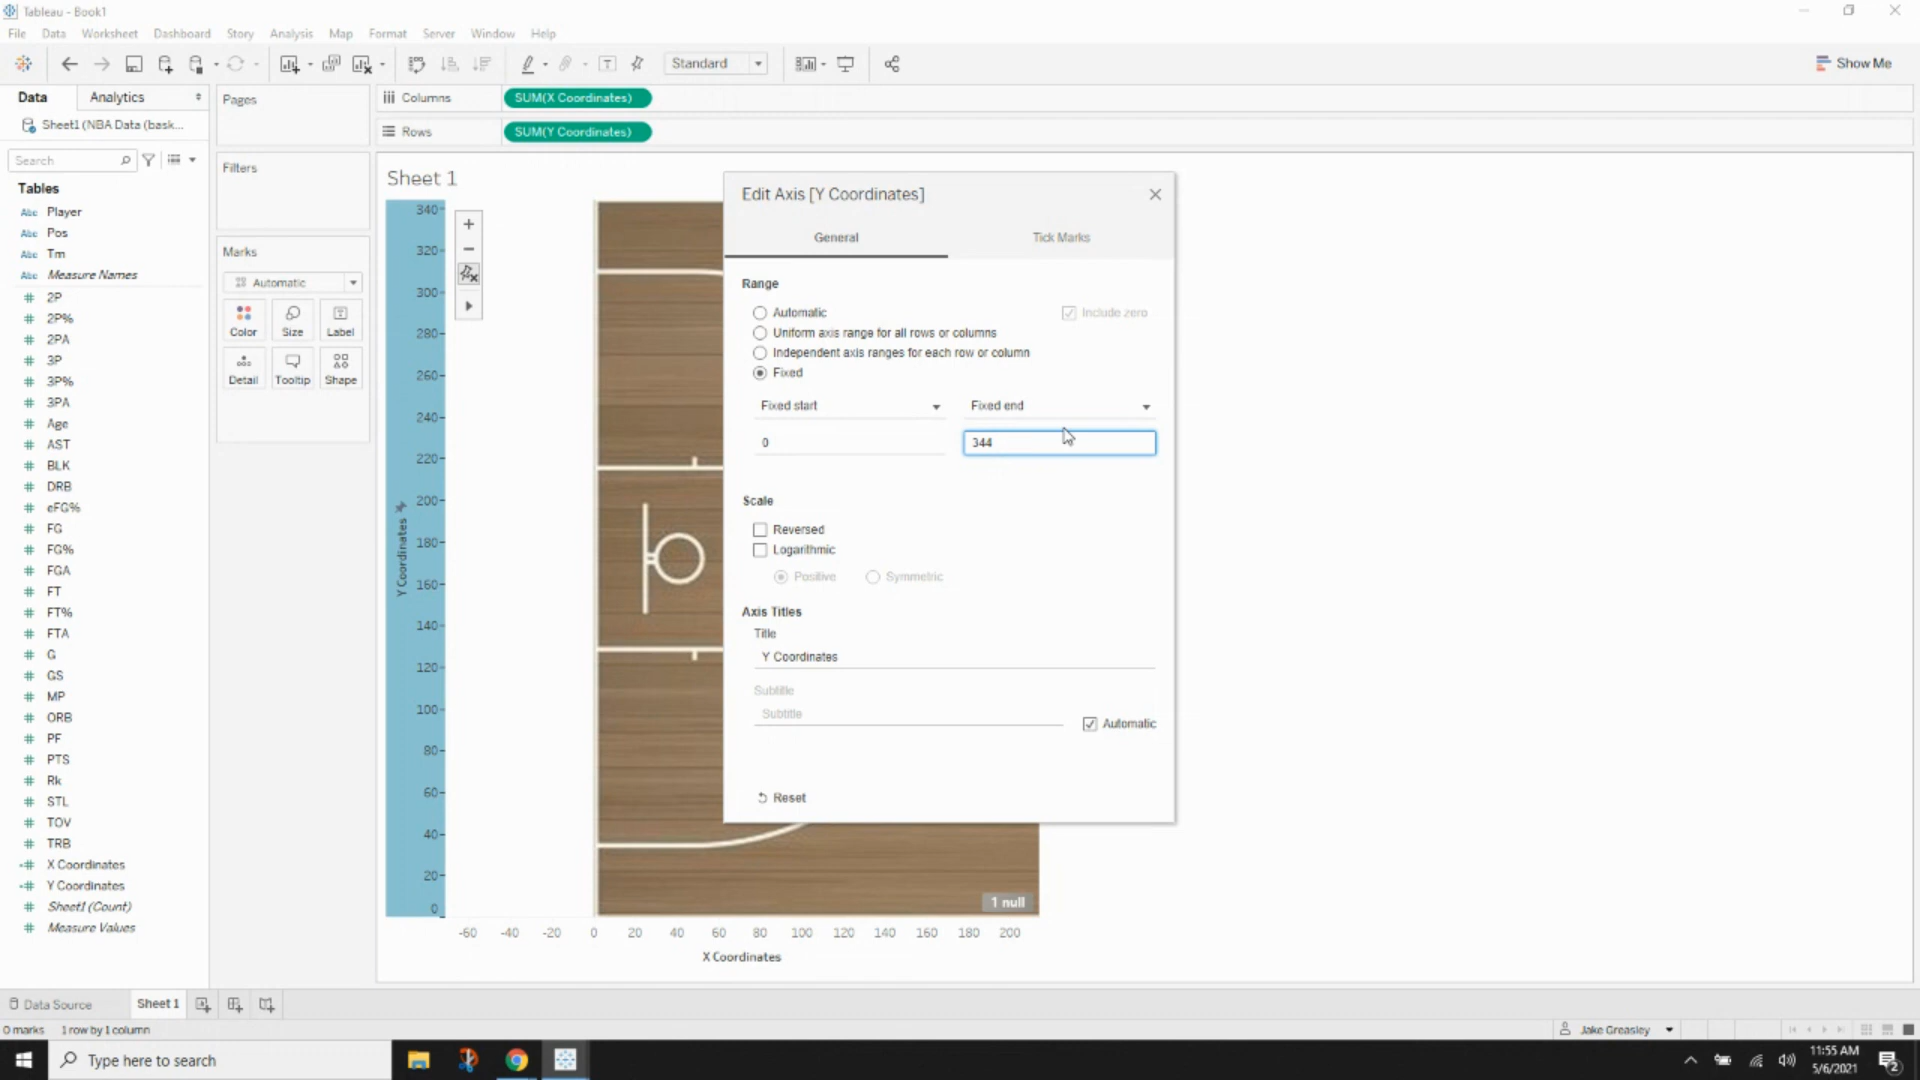 Tableau - Book1
File Data Worksheet Dashboard Story Analysis Map Format Server Window Help
Standard
Show Me
Data Analytics
Pages
Columns SUM(X Coordinates)
Sheet1 (NBA Data (bask...
Rows SUM(Y Coordinates)
Search
Filters
Tables
Abc Player
Abc Pos
Abc Tm
Abc Measure Names
# 2P
# 2P%
# 2PA
# 3P
# 3P%
# 3PA
# Age
# AST
# BLK
# DRB
# eFG%
# FG
# FG%
# FGA
# FT
# FT%
# FTA
# G
# GS
# MP
# ORB
# PF
# PTS
# Rk
# STL
# TOV
# TRB
# X Coordinates
# Y Coordinates
# Sheet1 (Count)
# Measure Values
Marks
Automatic
Color Size Label
Detail Tooltip Shape
Sheet 1
340
320
300
280
260
240
220
200
180
160
140
120
100
80
60
40
20
0
Y Coordinates
Edit Axis [Y Coordinates]
General Tick Marks
Range
Automatic Include zero
Uniform axis range for all rows or columns
Independent axis ranges for each row or column
Fixed
Fixed start Fixed end
0 344
Scale
Reversed
Logarithmic
Positive Symmetric
Axis Titles
Title
Y Coordinates
Subtitle
Subtitle Automatic
Reset
1 null
-60 -40 -20 0 20 40 60 80 100 120 140 160 180 200
X Coordinates
Data Source Sheet 1
0 marks 1 row by 1 column
Jake Greasley
Type here to search
11:55 AM
5/6/2021
2